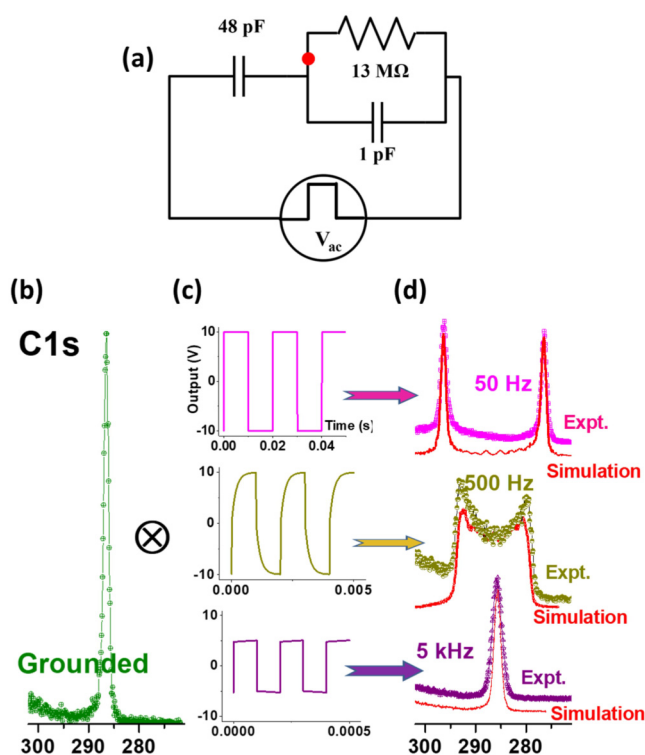 (a)
48 pF
13 MΩ
1 pF
Vac
(b)
C1s
Grounded
300 290 280
(c)
10
0
-10
Output (V)
Time (s)
0.00 0.02 0.04
10
0
-10
0.000 0.005
10
0
-10
0.0000 0.0005
(d)
50 Hz
Expt.
Simulation
500 Hz
Expt.
Simulation
5 kHz
Expt.
Simulation
300 290 280